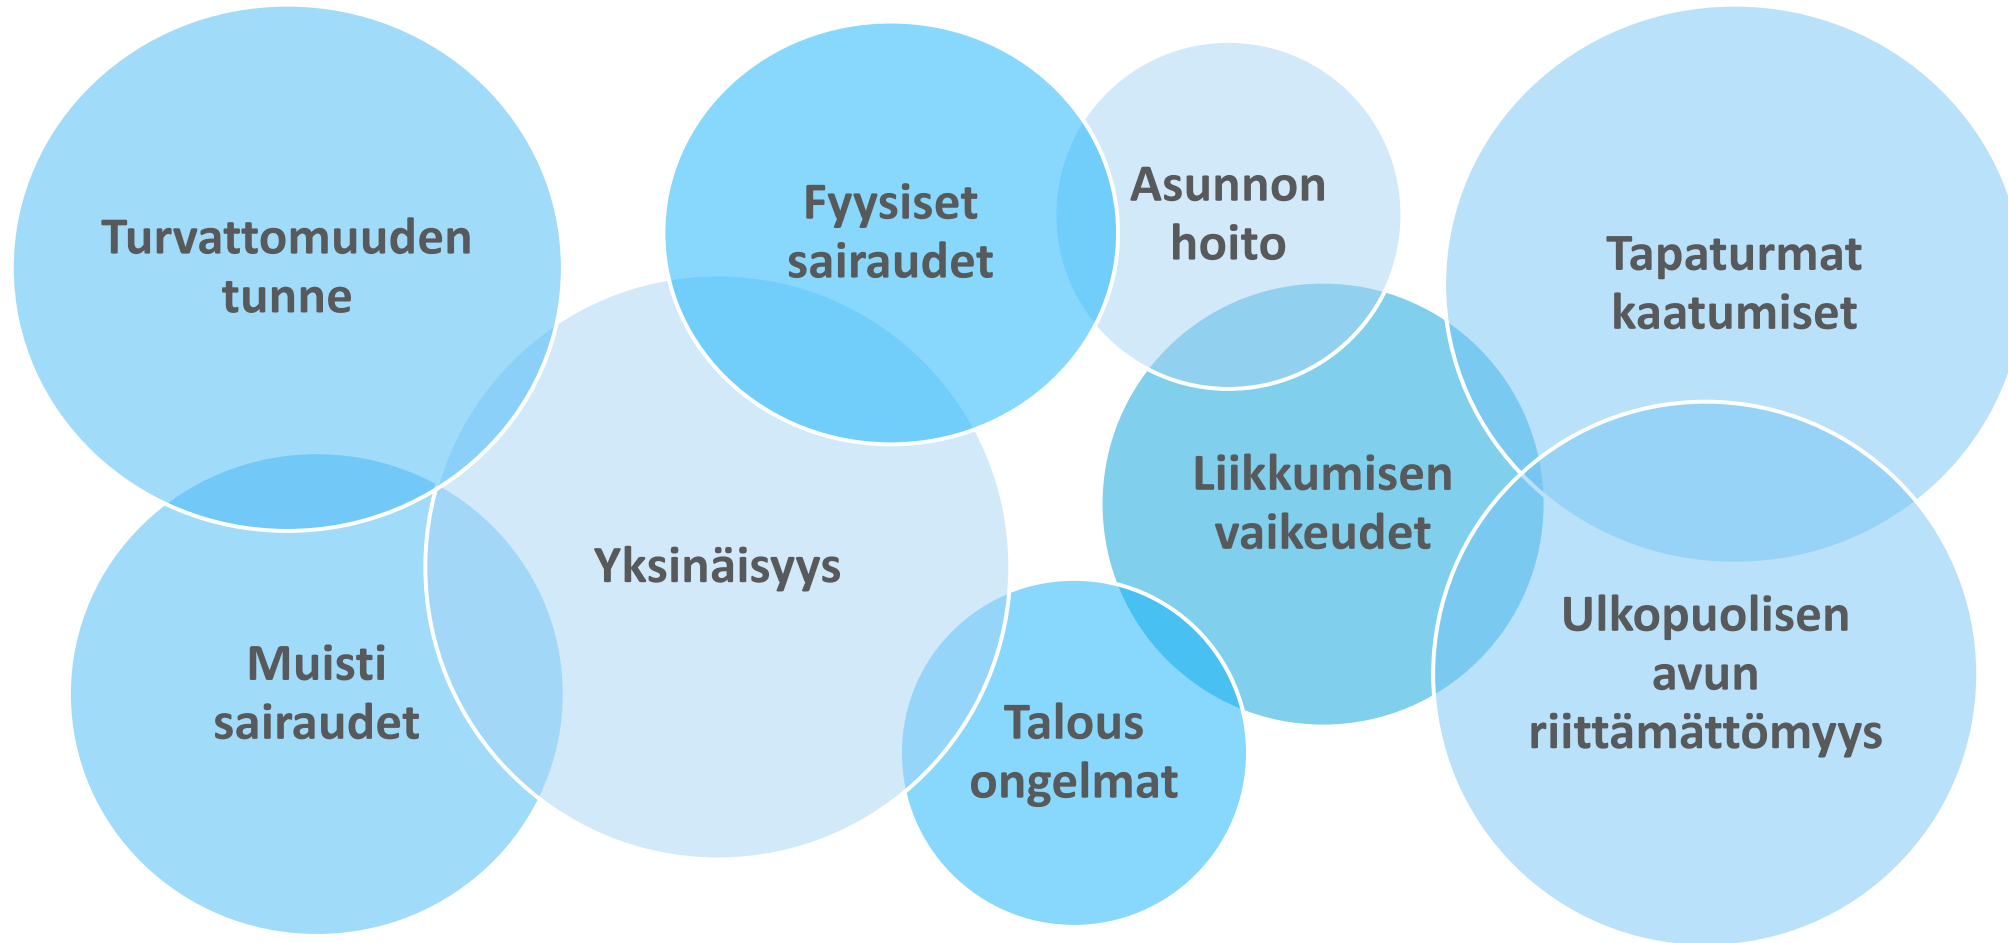 Turvattomuuden
tunne
Fyysiset
sairaudet
Asunnon
hoito
Tapaturmat
kaatumiset
Muisti
sairaudet
Yksinäisyys
Talous
ongelmat
Liikkumisen
vaikeudet
Ulkopuolisen
avun
riittämättömyys